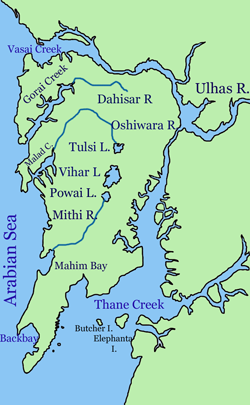 Vasai Creek
Gorai Creek
Ulhas R.
Dahisar R
Oshiwara R.
Malad C.
Tulsi L.
Vihar L
Powai L.
Mithi R.
Arabian Sea
Mahim Bay
Thane Creek
Backbay
Butcher I.
Elephanta
I.